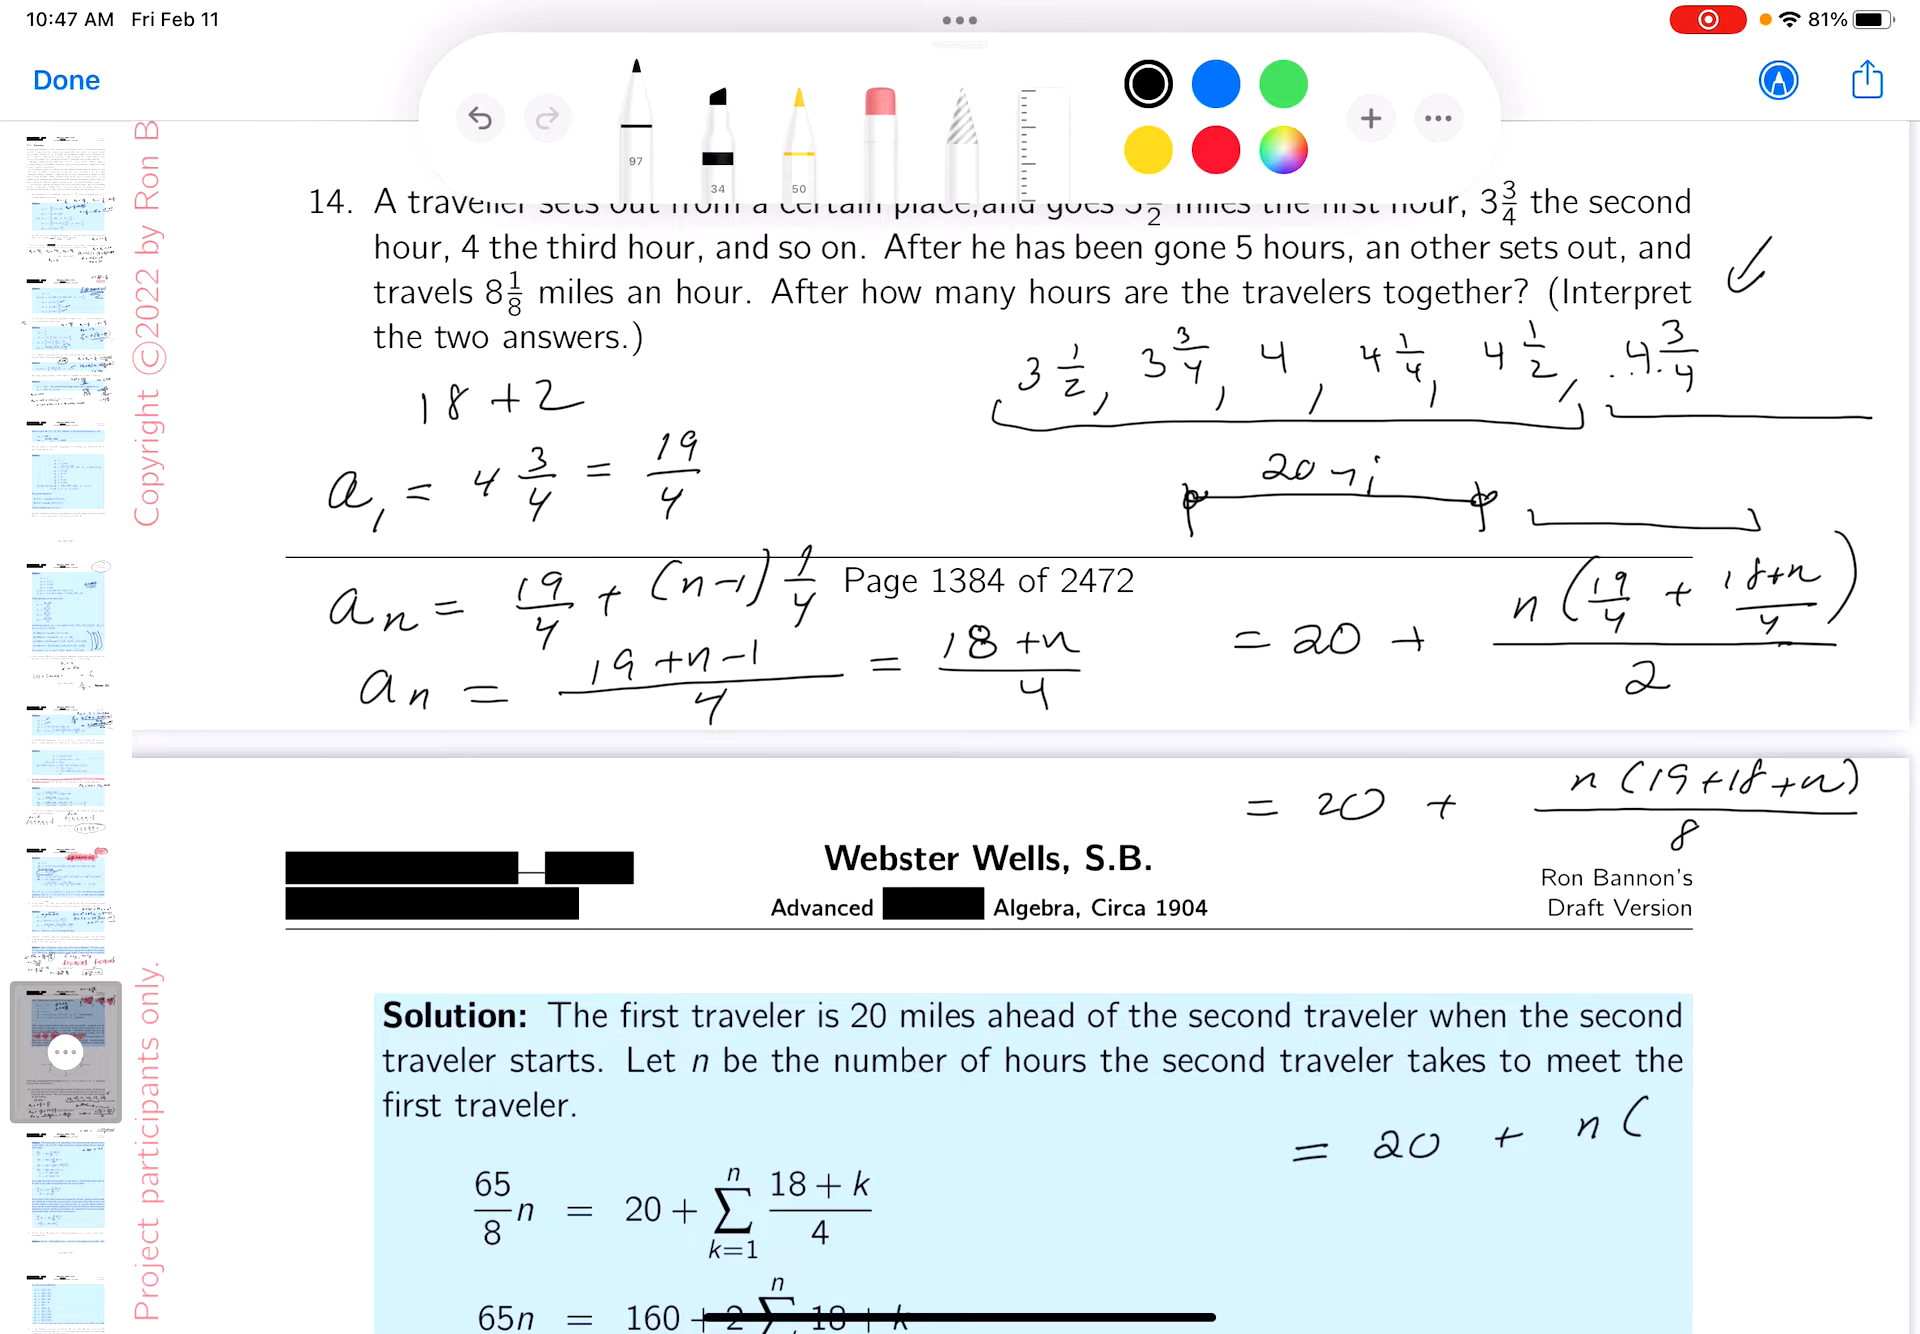 10:47 AM Fri Feb 11
81%
Done
97
34
50
Copyright ©2022 by Ron B
14. A traveller sets out from a certain place, and goes 3 1/2 miles the first hour, 3 3/4 the second
hour, 4 the third hour, and so on. After he has been gone 5 hours, an other sets out, and
travels 8 1/8 miles an hour. After how many hours are the travelers together? (Interpret
the two answers.)
3 1/2, 3 3/4, 4, 4 1/4, 4 1/2, ... 4 3/4
18 + 2
20 mi
a₁ = 4 3/4 = 19/4
aₙ = 19/4 + (n-1) 1/4
Page 1384 of 2472
aₙ = (19+n-1)/4 = (18+n)/4
= 20 + n(19/4 + (18+n)/4)/2
= 20 + n(19+18+n)/8
Webster Wells, S.B.
Advanced Algebra, Circa 1904
Ron Bannon's
Draft Version
Project participants only.
Solution: The first traveler is 20 miles ahead of the second traveler when the second
traveler starts. Let n be the number of hours the second traveler takes to meet the
first traveler.
= 20 + n (
65/8 n = 20 + ∑_{k=1}^{n} (18 + k)/4
65n = 160 + 2 ∑^{n} 18 + k